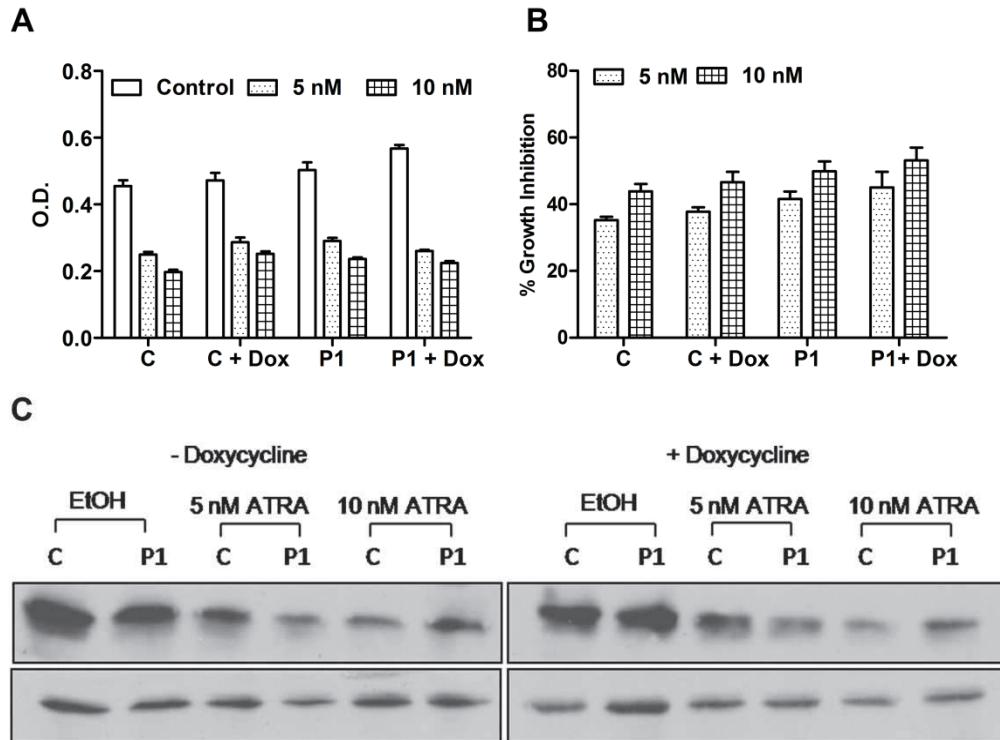 A
0.8
0.6
0.4
0.2
0.0
O.D.
Control 5 nM 10 nM
C C + Dox P1 P1 + Dox
B
80
60
40
20
0
% Growth Inhibition
5 nM 10 nM
C C + Dox P1 P1+ Dox
C
- Doxycycline
EtOH 5 nM ATRA 10 nM ATRA
C P1 C P1 C P1
+ Doxycycline
EtOH 5 nM ATRA 10 nM ATRA
C P1 C P1 C P1